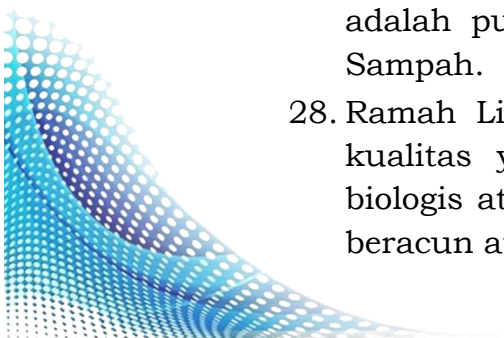 adalah pu
Sampah.
28. Ramah Li
kualitas y
biologis at
beracun a